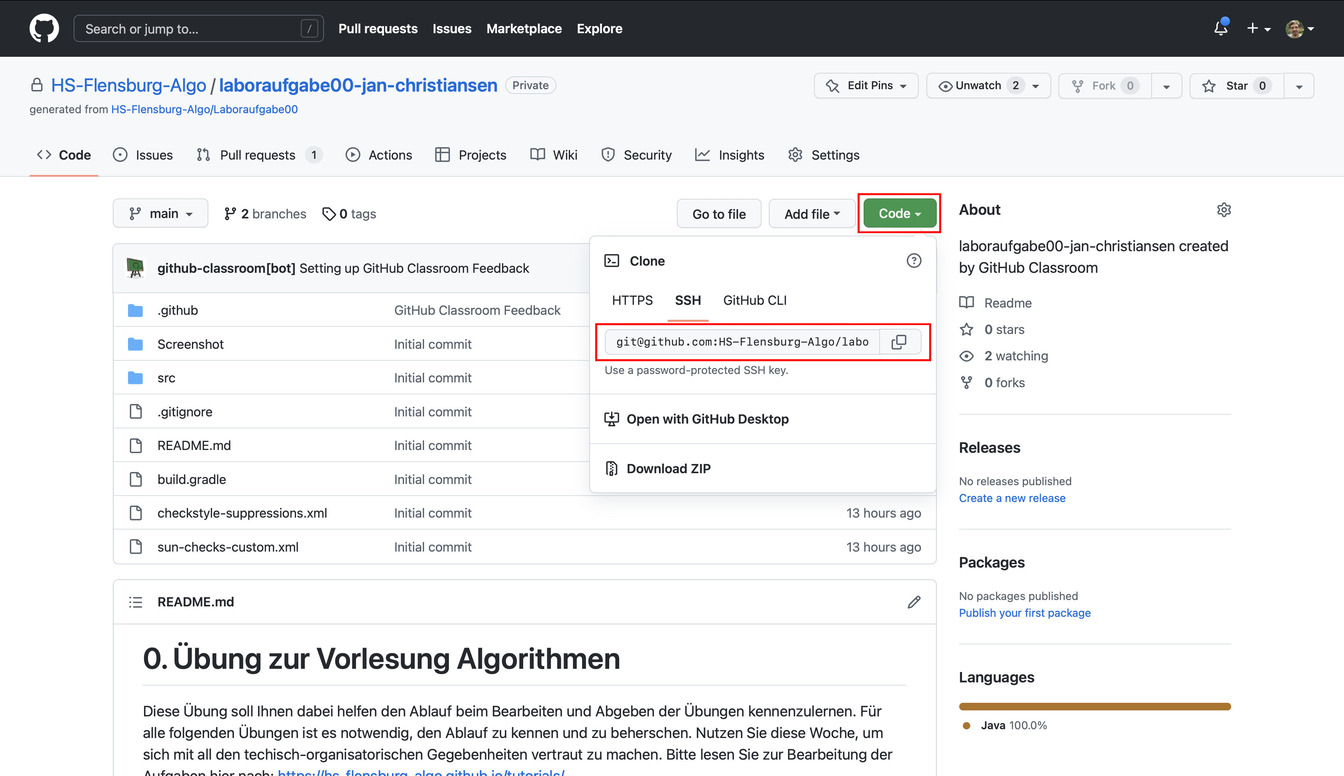 Search or jump to... /
Pull requests Issues Marketplace Explore
HS-Flensburg-Algo / laboraufgabe00-jan-christiansen Private
generated from HS-Flensburg-Algo/Laboraufgabe00
Edit Pins Unwatch 2 Fork 0 Star 0
Code Issues Pull requests 1 Actions Projects Wiki Security Insights Settings
main 2 branches 0 tags
Go to file Add file Code
github-classroom[bot] Setting up GitHub Classroom Feedback
.github GitHub Classroom Feedback
Screenshot Initial commit
src Initial commit
.gitignore Initial commit
README.md Initial commit
build.gradle Initial commit
checkstyle-suppressions.xml Initial commit 13 hours ago
sun-checks-custom.xml Initial commit 13 hours ago
Clone
HTTPS SSH GitHub CLI
git@github.com:HS-Flensburg-Algo/labo
Use a password-protected SSH key.
Open with GitHub Desktop
Download ZIP
README.md
0. Übung zur Vorlesung Algorithmen
Diese Übung soll Ihnen dabei helfen den Ablauf beim Bearbeiten und Abgeben der Übungen kennenzulernen. Für
alle folgenden Übungen ist es notwendig, den Ablauf zu kennen und zu beherschen. Nutzen Sie diese Woche, um
sich mit all den techisch-organisatorischen Gegebenheiten vertraut zu machen. Bitte lesen Sie zur Bearbeitung der
Aufgaben hier nach: https://hs-flensburg-algo.github.io/tutorials/
About
laboraufgabe00-jan-christiansen created
by GitHub Classroom
Readme
0 stars
2 watching
0 forks
Releases
No releases published
Create a new release
Packages
No packages published
Publish your first package
Languages
Java 100.0%